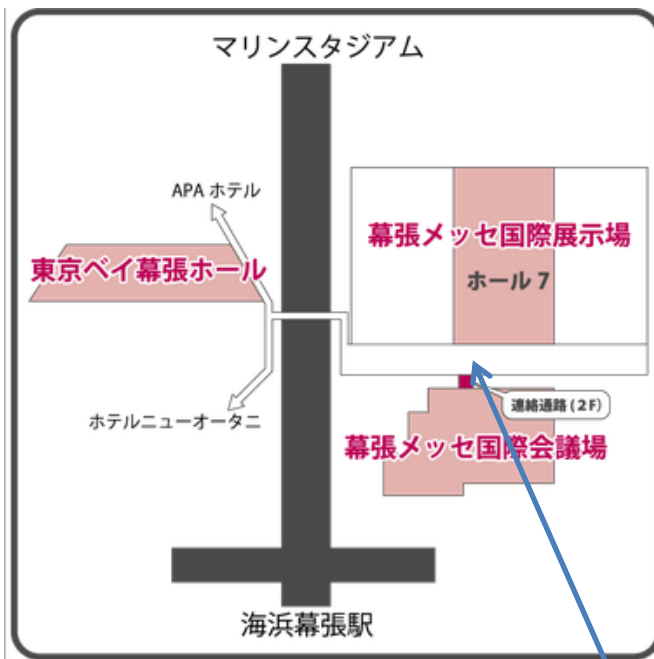 マリンスタジアム
APA ホテル
幕張メッセ国際展示場
東京ベイ幕張ホール
ホール 7
連絡通路(2F)
ホテルニューオータニ
幕張メッセ国際会議場
海浜幕張駅